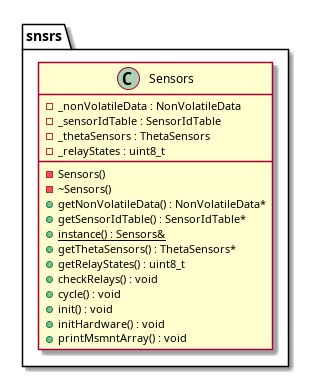 snsrs
C Sensors
_nonVolatileData : NonVolatileData
_sensorIdTable : SensorIdTable
_thetaSensors : ThetaSensors
_relayStates : uint8_t
Sensors()
~Sensors()
getNonVolatileData() : NonVolatileData*
getSensorIdTable() : SensorIdTable*
instance() : Sensors&
getThetaSensors() : ThetaSensors*
getRelayStates() : uint8_t
checkRelays() : void
cycle() : void
init() : void
initHardware() : void
printMsmntArray() : void